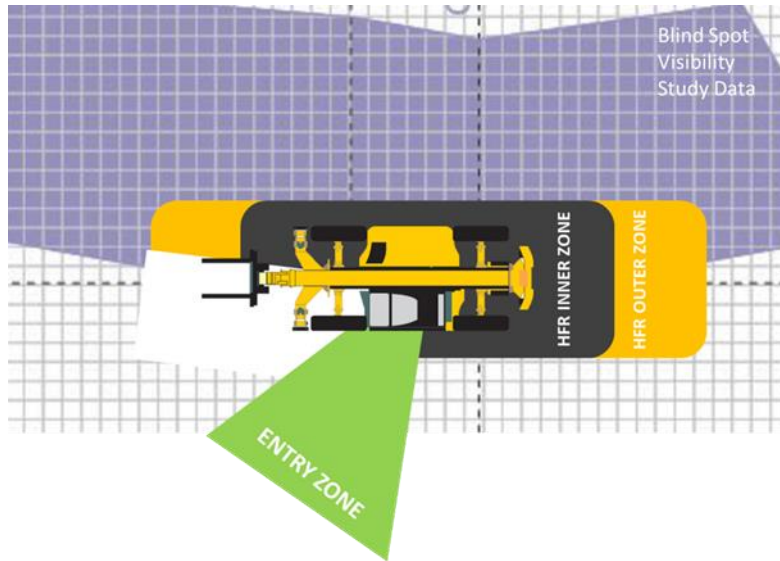 Blind Spot
Visibility
Study Data
HFR INNER ZONE
HFR OUTER ZONE
ENTRY ZONE